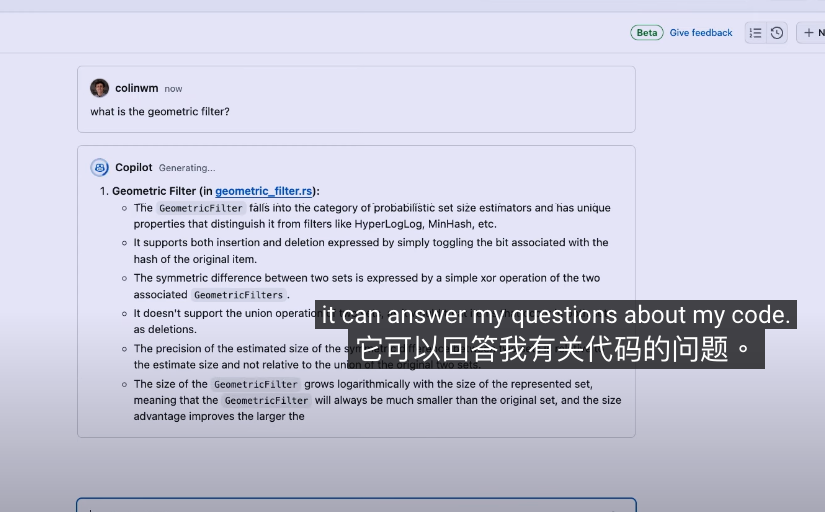 Beta Give feedback + N
colinwm now
what is the geometric filter?
Copilot Generating...
1. Geometric Filter (in geometric_filter.rs):
The GeometricFilter falls into the category of probabilistic set size estimators and has unique
properties that distinguish it from filters like HyperLogLog, MinHash, etc.
It supports both insertion and deletion expressed by simply toggling the bit associated with the
hash of the original item.
The symmetric difference between two sets is expressed by a simple xor operation of the two
associated GeometricFilters.
It doesn't support the union operation
it can answer my questions about my code.
as deletions.
它可以回答我有关代码的问题。
The precision of the estimated size of the
the estimate size and not relative to the union of the original two sets.
The size of the GeometricFilter grows logarithmically with the size of the represented set,
meaning that the GeometricFilter will always be much smaller than the original set, and the size
advantage improves the larger the